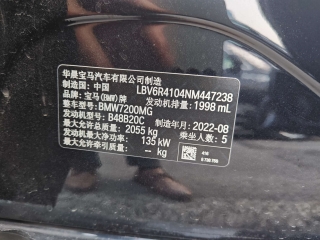 华晨宝马汽车有限公司制造
制造国：中国 LBV6R4104NM447238
品牌：宝马(BMW)牌 发动机排量：1998 mL
整车型号：BMW7200MG
发动机型号：B48B20C 制造年月：2022-08
最大允许总质量：2055 kg 乘坐人数：5
发动机最大净功率：135 kW
最大允许牵引质量：— kg